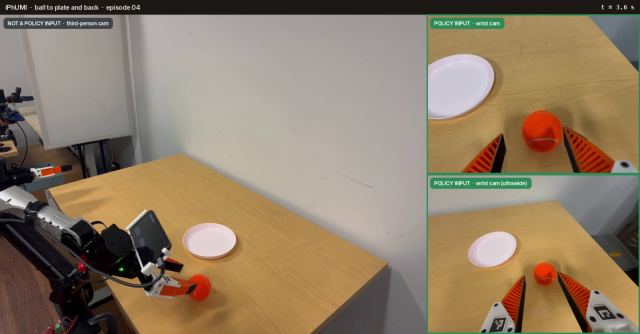 iPhUMI · ball to plate and back · episode 04
t = 3.6 s
NOT A POLICY INPUT · third-person cam
POLICY INPUT · wrist cam
POLICY INPUT · wrist cam (ultrawide)